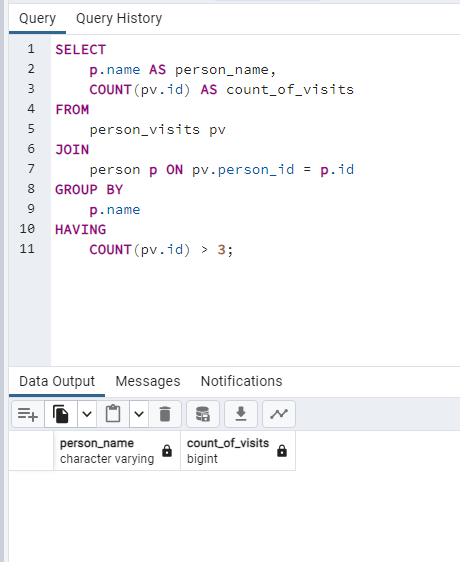 Query Query History
1 SELECT
2 p.name AS person_name,
3 COUNT(pv.id) AS count_of_visits
4 FROM
5 person_visits pv
6 JOIN
7 person p ON pv.person_id = p.id
8 GROUP BY
9 p.name
10 HAVING
11 COUNT(pv.id) > 3;
Data Output Messages Notifications
person_name count_of_visits
character varying bigint